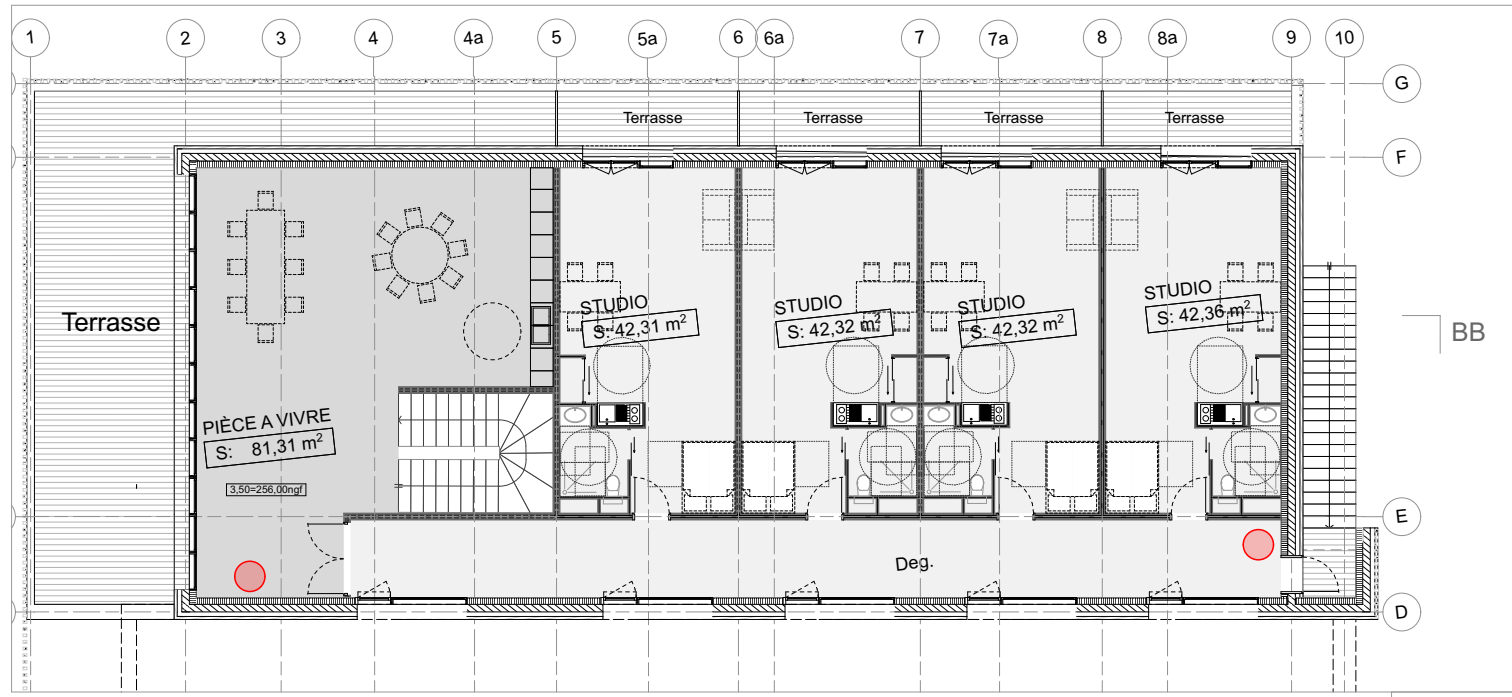 1 2 3 4 4a 5 5a 6 6a 7 7a 8 8a 9 10
G
Terrasse Terrasse Terrasse Terrasse
F
STUDIO
S: 42,31 m²
STUDIO
S: 42,32 m²
STUDIO
S: 42,32 m²
STUDIO
S: 42,36 m²
Terrasse
BB
PIÈCE A VIVRE
S: 81,31 m²
3,50=256,00ngf
E
Deg.
D